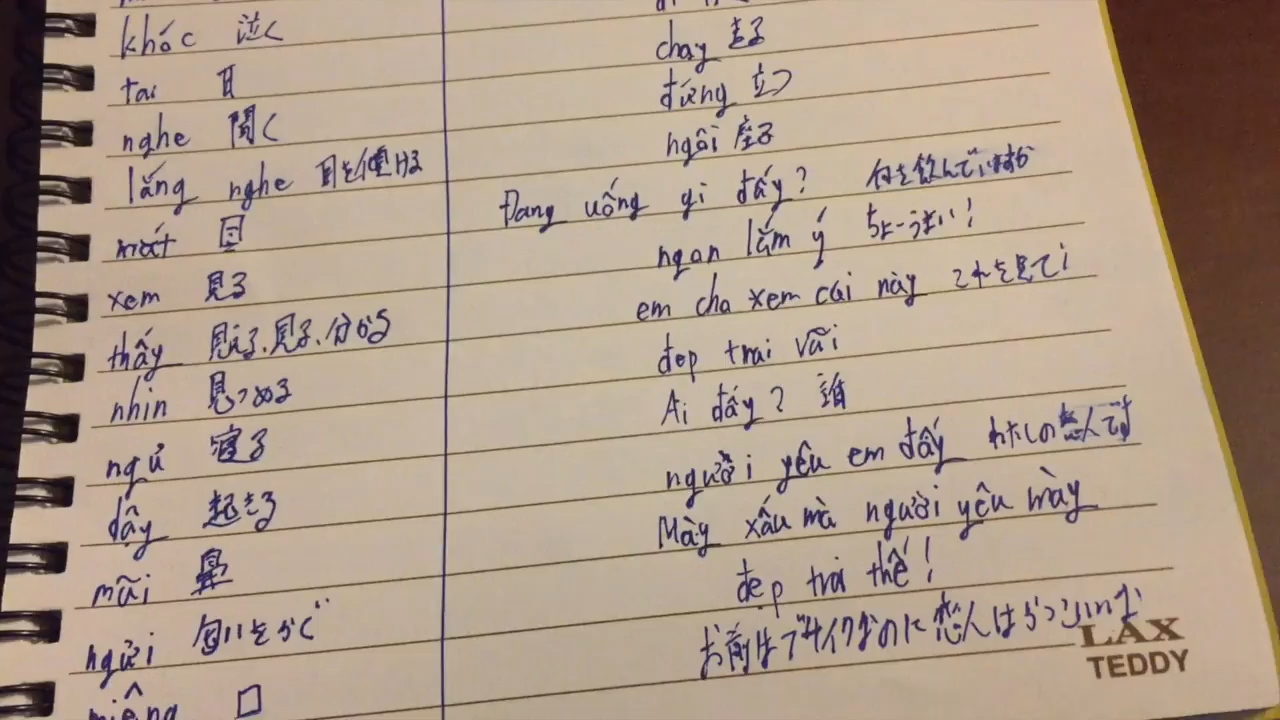 khóc 泣く
tai 耳
nghe 聞く
lắng nghe 耳を傾ける
mắt 目
xem 見る
thấy 見える、見る、分かる
nhìn 見つめる
ngủ 寝る
dậy 起きる
mũi 鼻
ngửi 匂いをかぐ
miệng 口
chạy 走る
đứng 立つ
ngồi 座る
Đang uống gì đấy? 何を飲んでいますか
ngon lắm ý ちょーうまい!
em cho xem cái này これを見てい
đẹp trai vãi
Ai đấy? 誰
người yêu em đấy わたしの恋人です
Mày xấu mà người yêu mày
đẹp trai thế!
お前はブサイクなのに恋人はかっこいいな
LAX
TEDDY